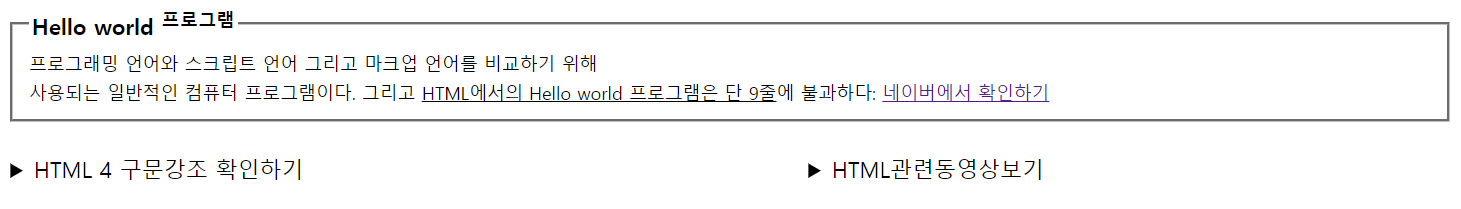 Hello world 프로그램
프로그래밍 언어와 스크립트 언어 그리고 마크업 언어를 비교하기 위해
사용되는 일반적인 컴퓨터 프로그램이다. 그리고 HTML에서의 Hello world 프로그램은 단 9줄에 불과하다: 네이버에서 확인하기
▶ HTML 4 구문강조 확인하기
▶ HTML관련동영상보기